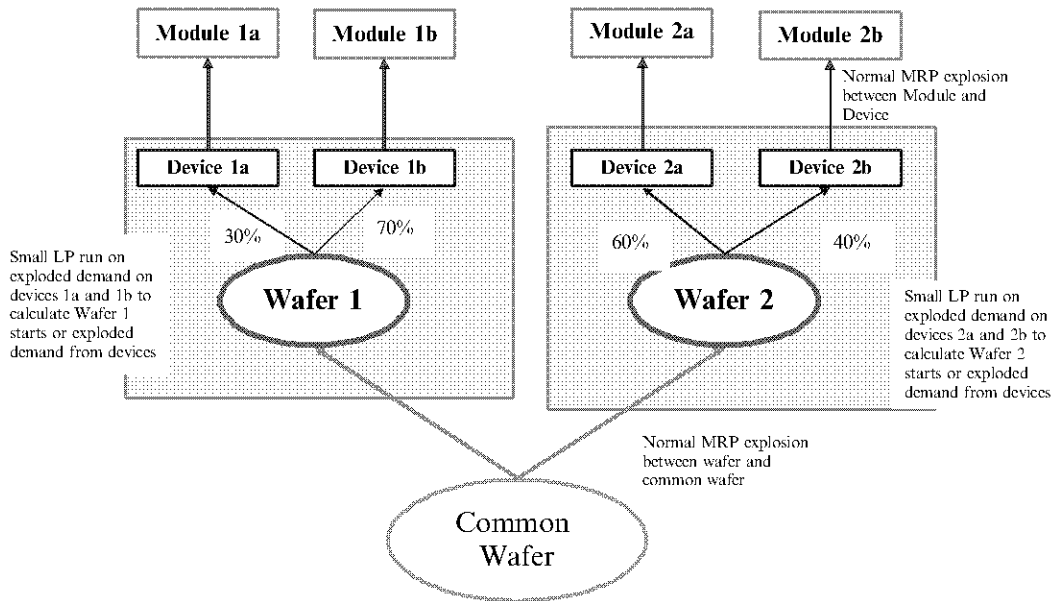 Module 1a
Module 1b
Module 2a
Module 2b
Normal MRP explosion
between Module and
Device
Device 1a
Device 1b
Device 2a
Device 2b
30%
70%
60%
40%
Small LP run on
exploded demand on
devices 1a and 1b to
calculate Wafer 1
starts or exploded
demand from devices
Wafer 1
Wafer 2
Small LP run on
exploded demand on
devices 2a and 2b to
calculate Wafer 2
starts or exploded
demand from devices
Normal MRP explosion
between wafer and
common wafer
Common
Wafer